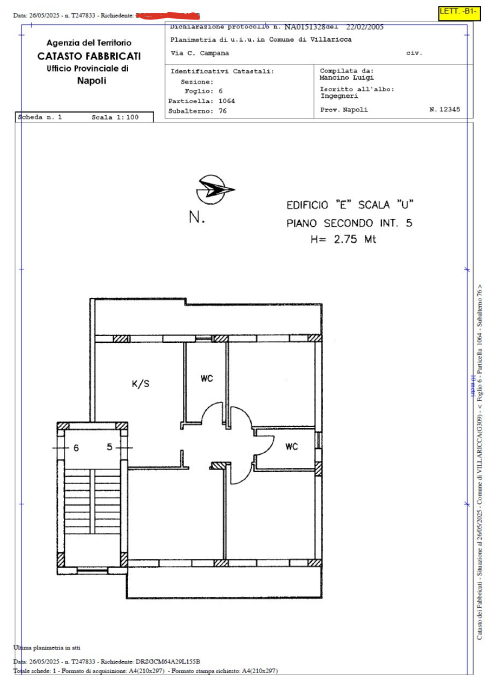 Data: 26/05/2025 - n. T247833 - Richiedente:
LETT. -B1-
Agenzia del Territorio
CATASTO FABBRICATI
Ufficio Provinciale di
Napoli
Dichiarazione protocollo n. NA0151328del 22/02/2005
Planimetria di u.i.u. in Comune di Villaricca
Via C. Campana civ.
Identificativi Catastali:
Sezione:
Foglio: 6
Particella: 1064
Subalterno: 76
Compilata da:
Mancino Luigi
Iscritto all'albo:
Ingegneri
Prov. Napoli N. 12345
Scheda n. 1 Scala 1:100
N.
EDIFICIO "E" SCALA "U"
PIANO SECONDO INT. 5
H= 2.75 Mt
K/S
WC
WC
6 5
Catasto dei Fabbricati - Situazione al 26/05/2025 - Comune di VILLARICCA(G309) - < Foglio 6 - Particella 1064 - Subalterno 76 >
Ultima planimetria in atti
Data: 26/05/2025 - n. T247833 - Richiedente: DRZGCM64A29L155B
Totale schede: 1 - Formato di acquisizione: A4(210x297) - Formato stampa richiesto: A4(210x297)